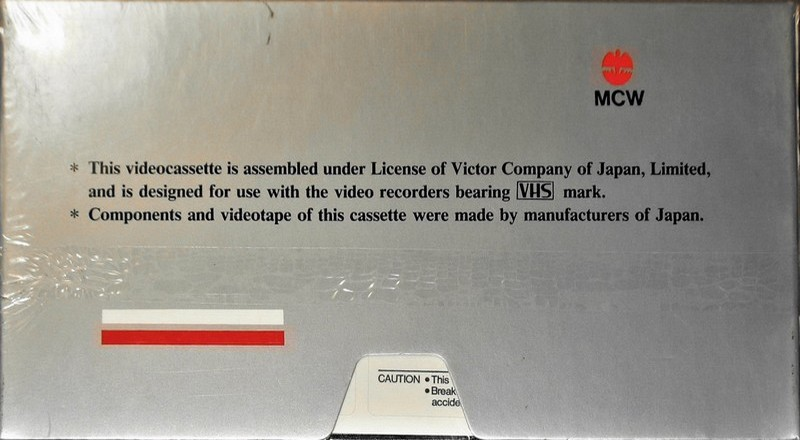 MCW
* This videocassette is assembled under License of Victor Company of Japan, Limited,
and is designed for use with the video recorders bearing VHS mark.
* Components and videotape of this cassette were made by manufacturers of Japan.
CAUTION • This
• Break
accide